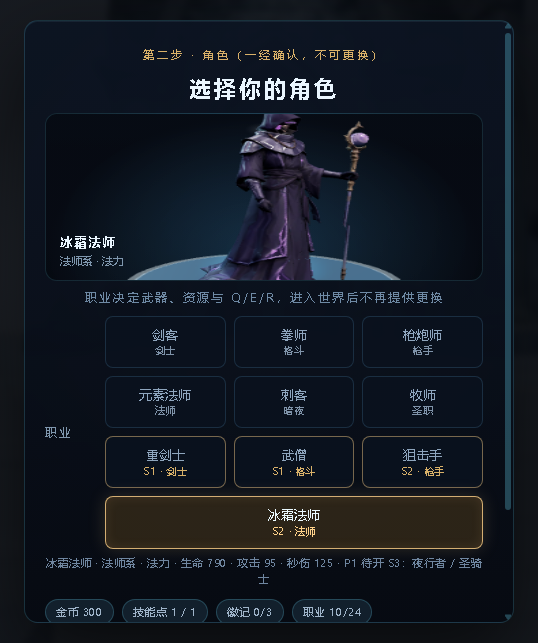 第二步 · 角色（一经确认，不可更换）
选择你的角色
冰霜法师
法师系 · 法力
职业决定武器、资源与 Q/E/R，进入世界后不再提供更换
职业
剑客
剑士
拳师
格斗
枪炮师
枪手
元素法师
法师
刺客
暗夜
牧师
圣职
重剑士
S1 · 剑士
武僧
S1 · 格斗
狙击手
S2 · 枪手
冰霜法师
S2 · 法师
冰霜法师 · 法师系 · 法力 · 生命 790 · 攻击 95 · 秒伤 125 · P1 待开 S3：夜行者 / 圣骑
士
金币 300
技能点 1 / 1
徽记 0/3
职业 10/24